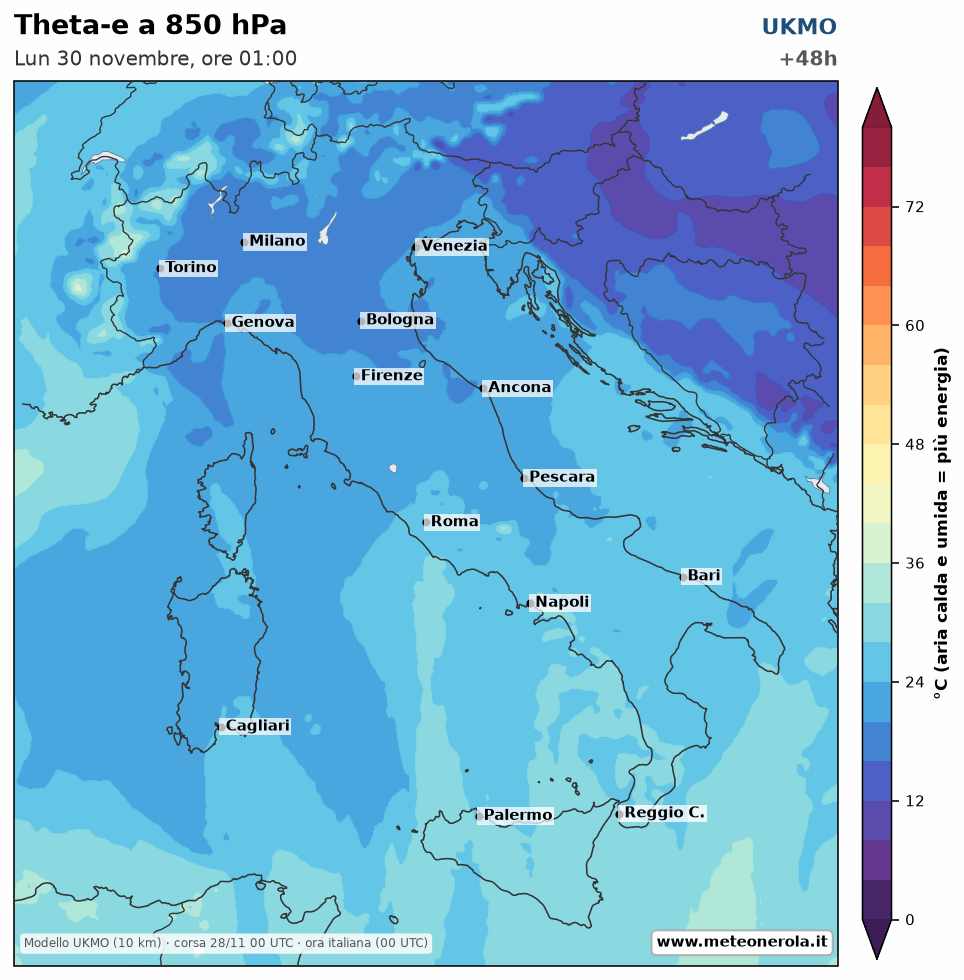 Theta-e a 850 hPa
UKMO
Lun 30 novembre, ore 01:00
+48h
Milano
Venezia
Torino
Genova
Bologna
Firenze
Ancona
Pescara
Roma
Bari
Napoli
Cagliari
Palermo
Reggio C.
72
60
48
36
24
12
0
°C (aria calda e umida = più energia)
Modello UKMO (10 km) · corsa 28/11 00 UTC · ora italiana (00 UTC)
www.meteonerola.it